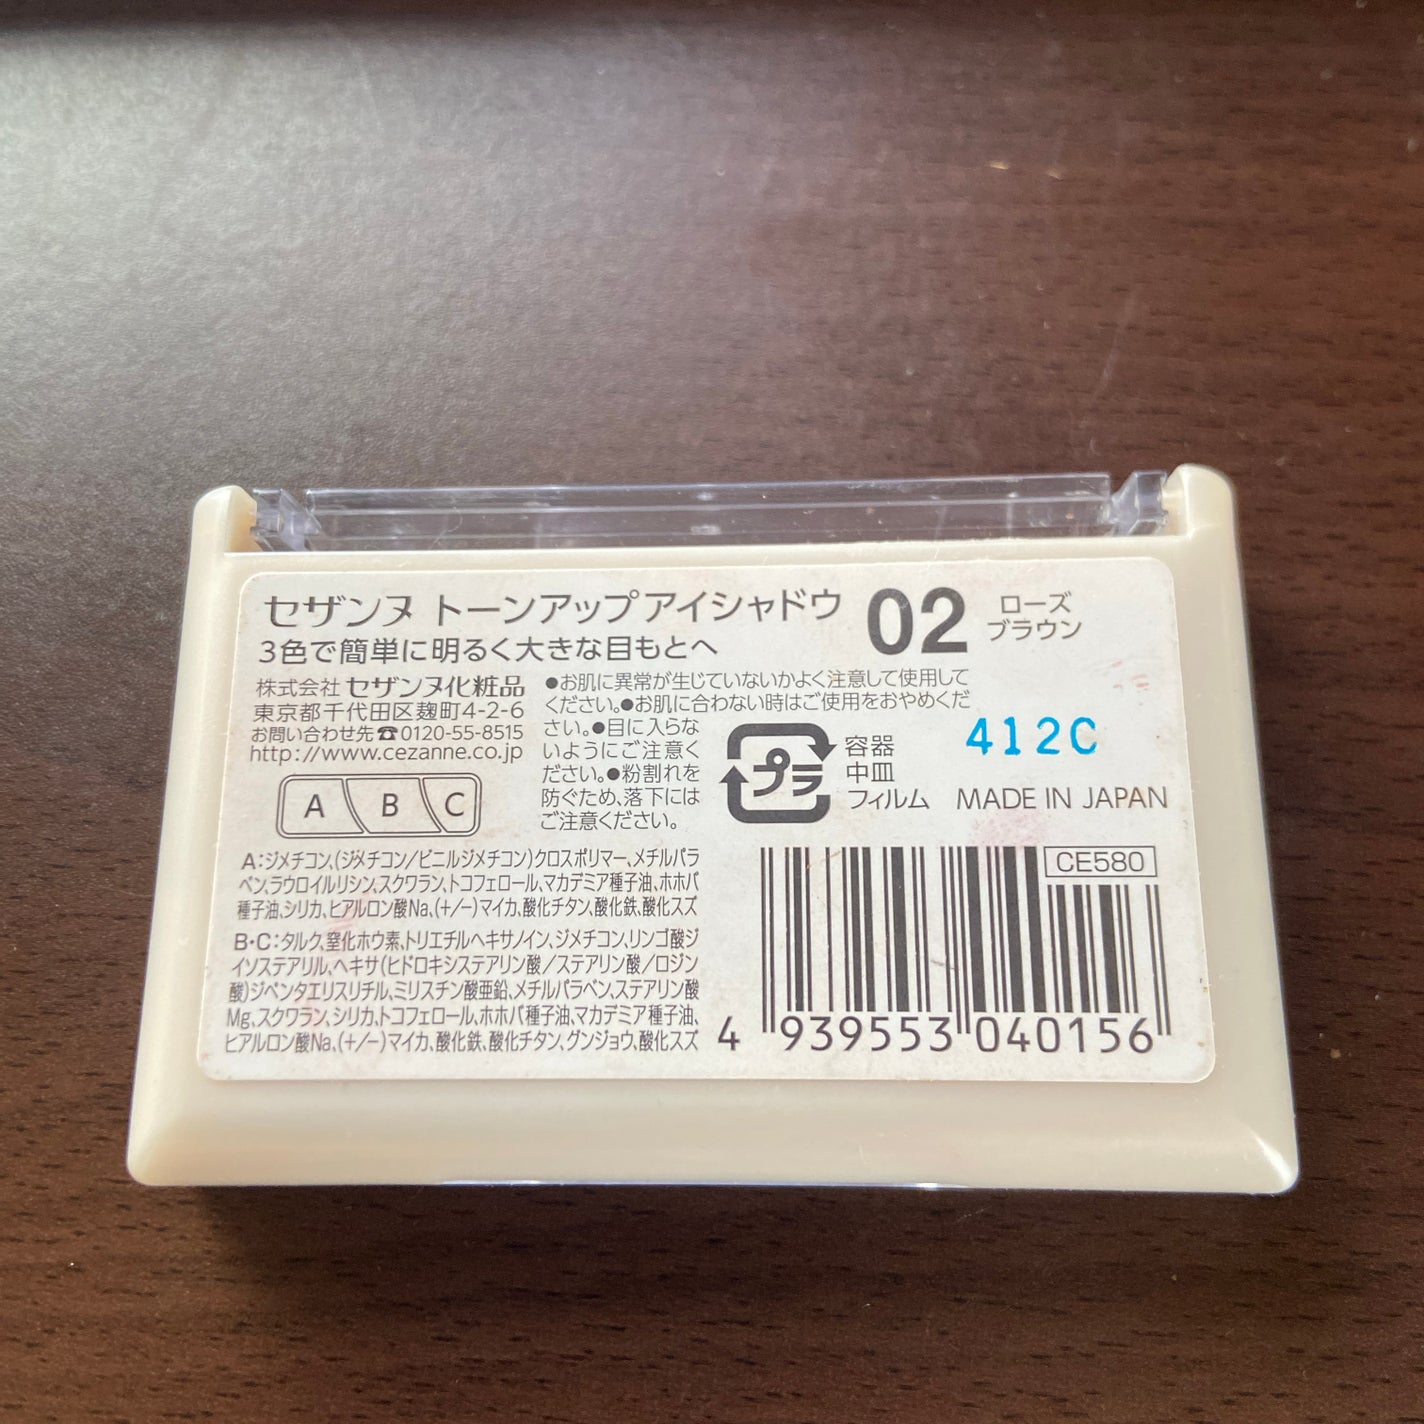 セザンヌ トーンアップアイシャドウ 02 ローズ
ブラウン
3色で簡単に明るく大きな目もとへ
株式会社 セザンヌ化粧品
東京都千代田区麹町4-2-6
お問い合わせ先☎0120-55-8515
http://www.cezanne.co.jp
A B C
●お肌に異常が生じていないかよく注意して使用して
ください。●お肌に合わない時はご使用をおやめくだ
さい。●目に入らな
いようにご注意く
ださい。●粉割れを
防ぐため、落下には
ご注意ください。
プラ
容器
中皿
フィルム
412C
MADE IN JAPAN
A:ジメチコン、(ジメチコン/ビニルジメチコン)クロスポリマー、メチルパラ
ベン、ラウロイルリシン、スクワラン、トコフェロール、マカデミア種子油、ホホバ
種子油、シリカ、ヒアルロン酸Na、(+/-)マイカ、酸化チタン、酸化鉄、酸化スズ
B・C:タルク、窒化ホウ素、トリエチルヘキサノイン、ジメチコン、リンゴ酸ジ
イソステアリル、ヘキサ(ヒドロキシステアリン酸/ステアリン酸/ロジン
酸)ジペンタエリスリチル、ミリスチン酸亜鉛、メチルパラベン、ステアリン酸
Mg、スクワラン、シリカ、トコフェロール、ホホバ種子油、マカデミア種子油、
ヒアルロン酸Na、(+/-)マイカ、酸化鉄、酸化チタン、グンジョウ、酸化スズ
CE580
4 939553 040156